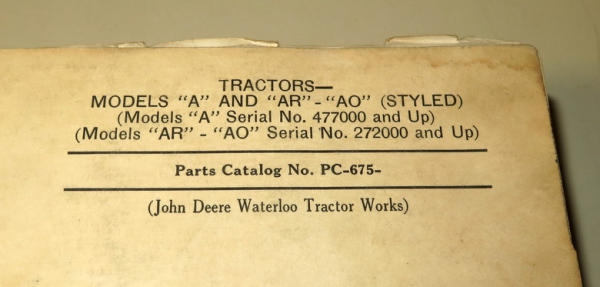 TRACTORS—
MODELS "A" AND "AR" - "AO" (STYLED)
(Models "A" Serial No. 477000 and Up)
(Models "AR" - "AO" Serial No. 272000 and Up)
Parts Catalog No. PC-675-
(John Deere Waterloo Tractor Works)